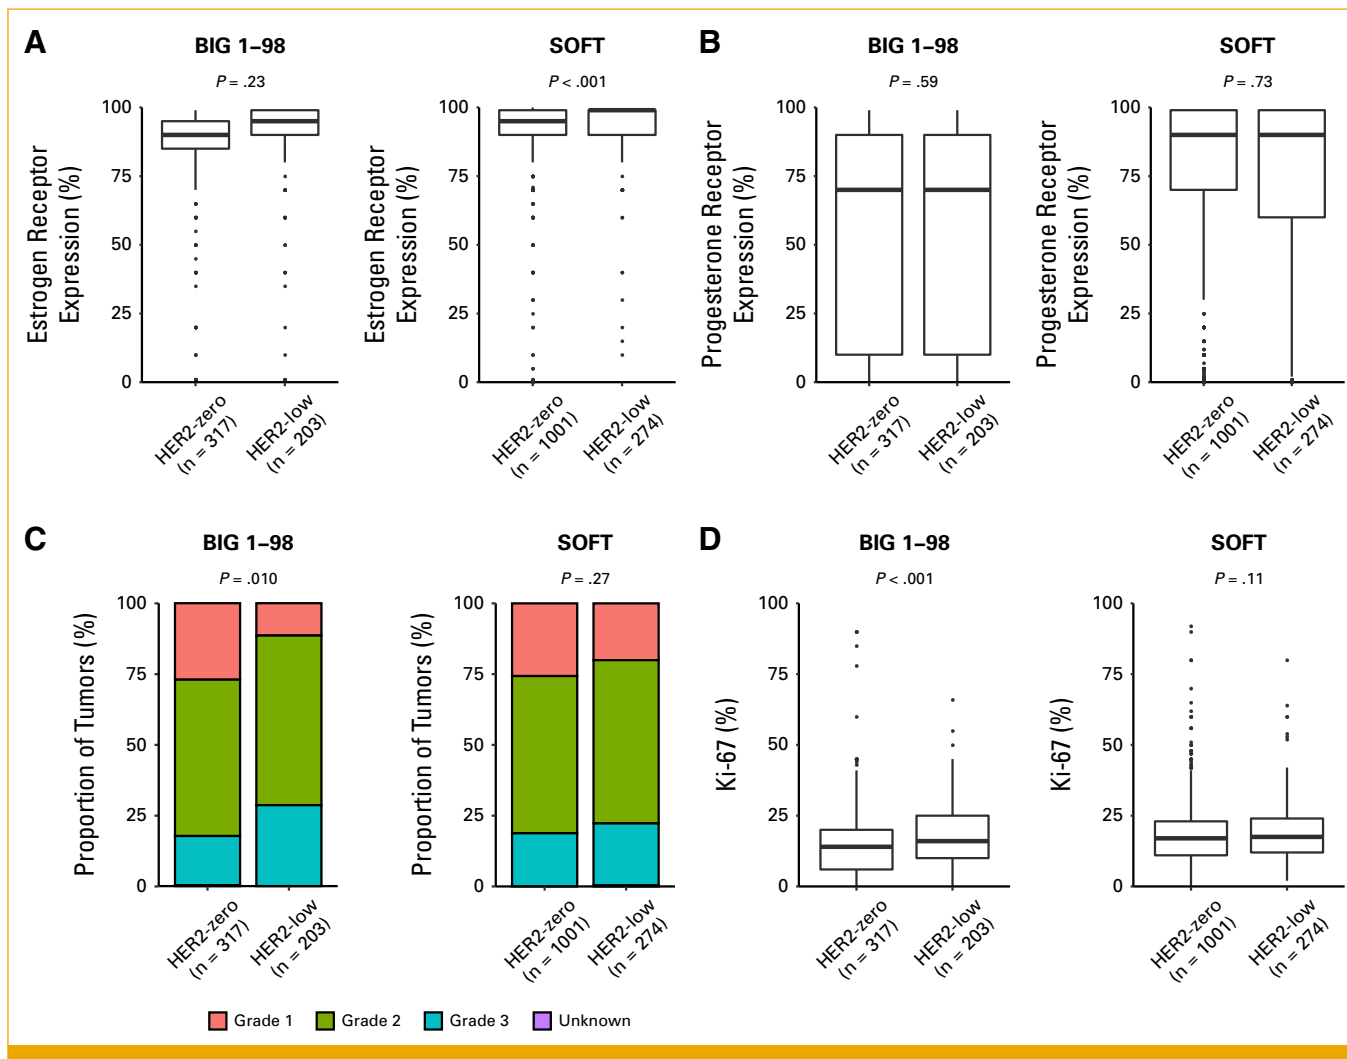 A
BIG 1–98
P = .23
Estrogen Receptor
Expression (%)
100
75
50
25
0
HER2-zero
(n = 317)
HER2-low
(n = 203)
SOFT
P < .001
Estrogen Receptor
Expression (%)
100
75
50
25
0
HER2-zero
(n = 1001)
HER2-low
(n = 274)
B
BIG 1–98
P = .59
Progesterone Receptor
Expression (%)
100
75
50
25
0
HER2-zero
(n = 317)
HER2-low
(n = 203)
SOFT
P = .73
Progesterone Receptor
Expression (%)
100
75
50
25
0
HER2-zero
(n = 1001)
HER2-low
(n = 274)
C
BIG 1–98
P = .010
Proportion of Tumors (%)
100
75
50
25
0
HER2-zero
(n = 317)
HER2-low
(n = 203)
SOFT
P = .27
Proportion of Tumors (%)
100
75
50
25
0
HER2-zero
(n = 1001)
HER2-low
(n = 274)
Grade 1
Grade 2
Grade 3
Unknown
D
BIG 1–98
P < .001
Ki-67 (%)
100
75
50
25
0
HER2-zero
(n = 317)
HER2-low
(n = 203)
SOFT
P = .11
Ki-67 (%)
100
75
50
25
0
HER2-zero
(n = 1001)
HER2-low
(n = 274)